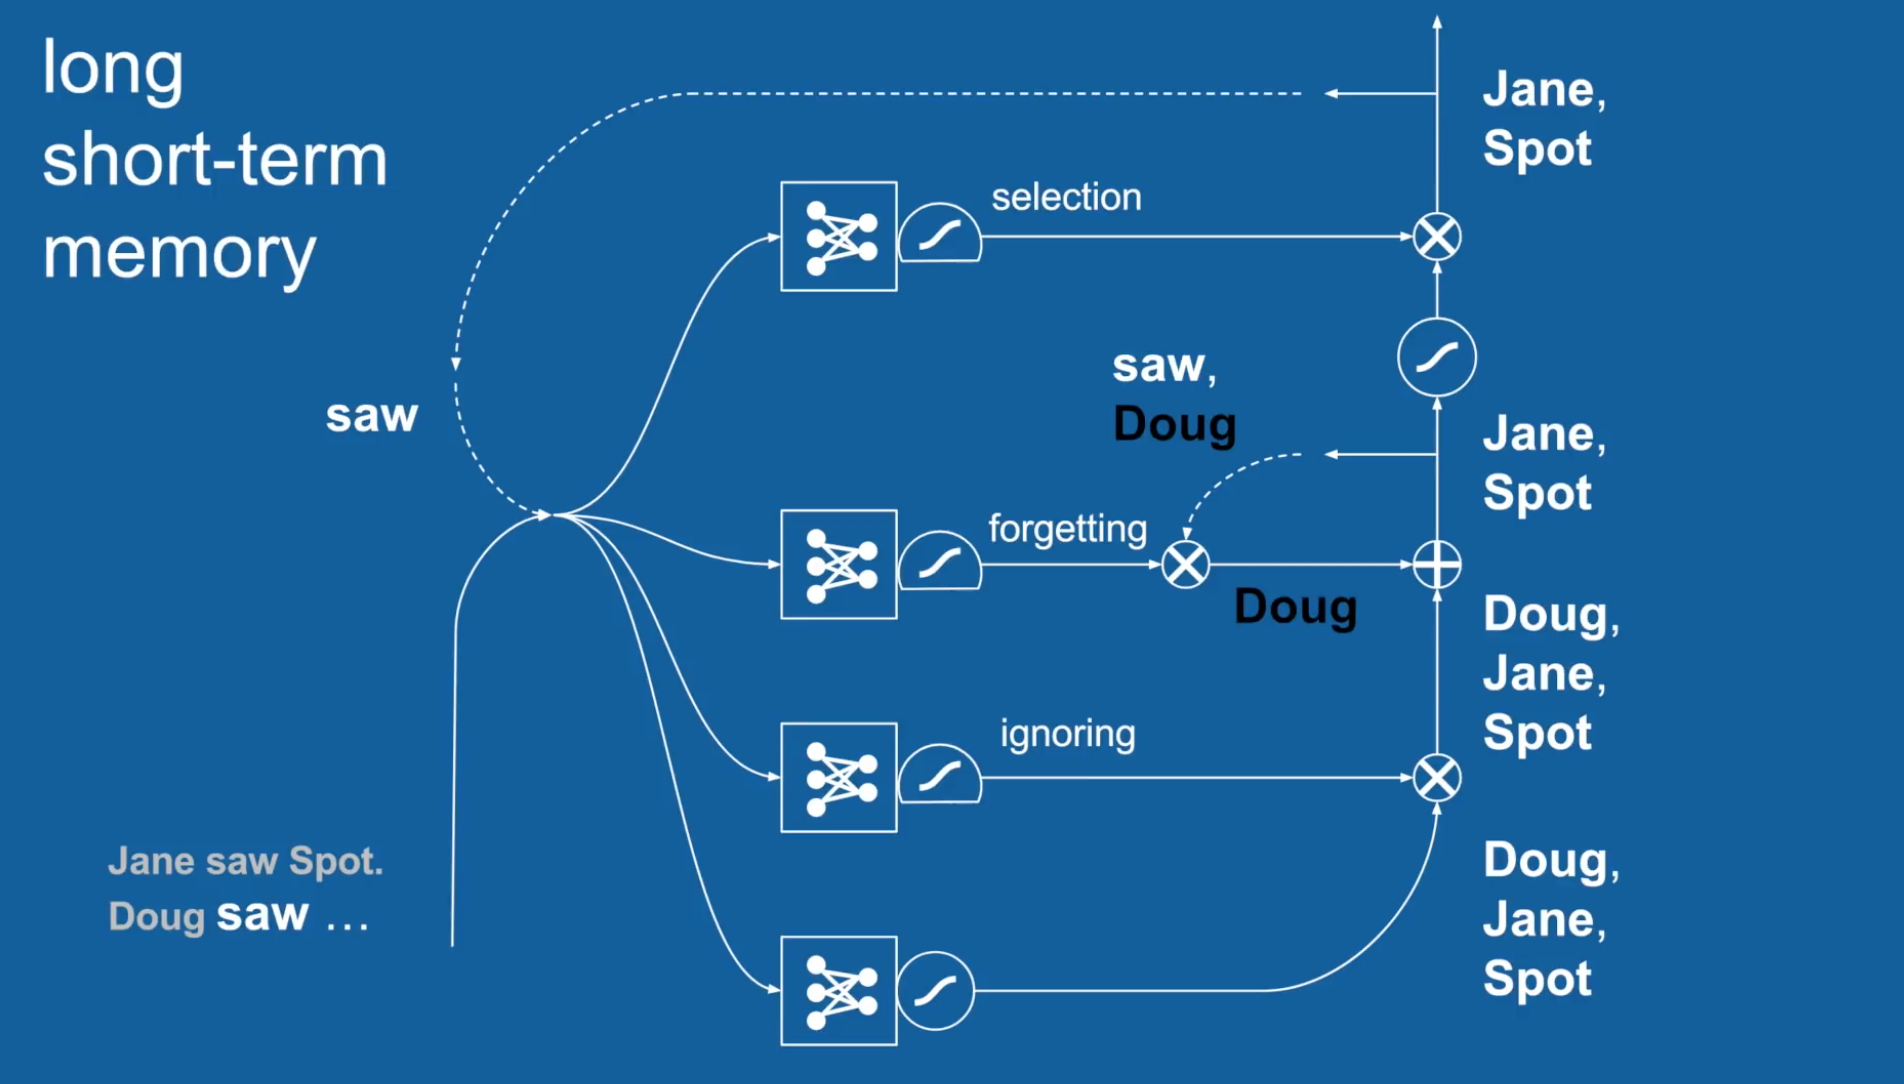 long
short-term
memory
Jane,
Spot
selection
saw,
Doug
saw
Jane,
Spot
forgetting
Doug
Doug,
Jane,
Spot
ignoring
Jane saw Spot.
Doug saw ...
Doug,
Jane,
Spot